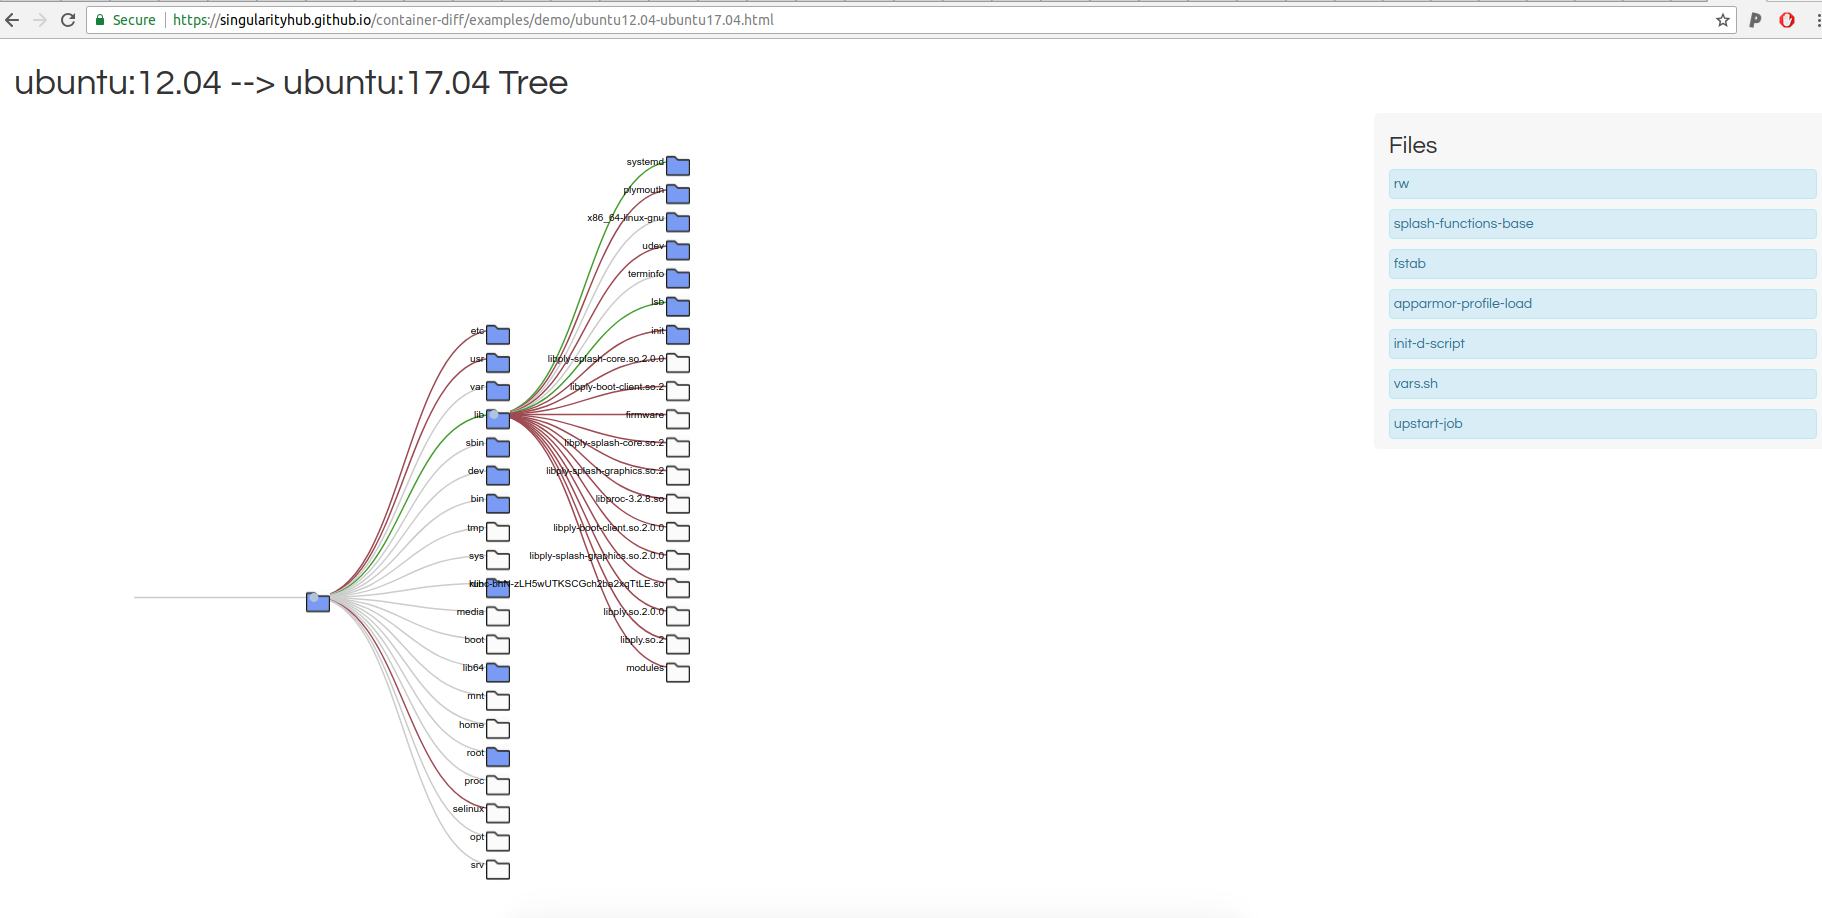 Secure
https://singularityhub.github.io/container-diff/examples/demo/ubuntu12.04-ubuntu17.04.html
ubuntu:12.04 --> ubuntu:17.04 Tree
etc
usr
var
lib
sbin
dev
bin
tmp
sys
media
boot
lib64
mnt
home
root
proc
selinux
opt
srv
systemd
plymouth
x86_64-linux-gnu
udev
terminfo
lsb
init
libply-splash-core.so.2.0.0
libply-boot-client.so.2
firmware
libply-splash-core.so.2
libply-splash-graphics.so.2
libproc-3.2.8.so
libply-boot-client.so.2.0.0
libply-splash-graphics.so.2.0.0
libply.so.2.0.0
libply.so.2
modules
Files
rw
splash-functions-base
fstab
apparmor-profile-load
init-d-script
vars.sh
upstart-job